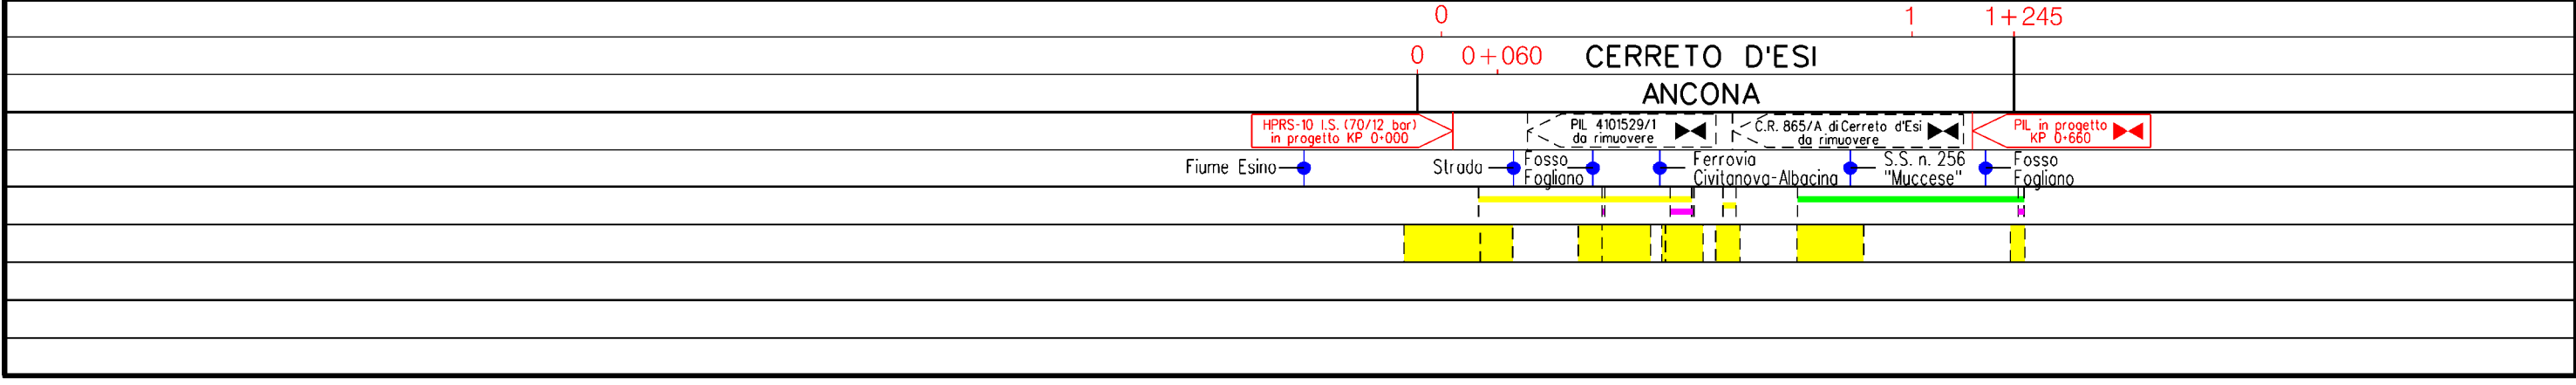 0 1 1+245
0 0+060 CERRETO D'ESI
ANCONA
HPRS-10 I.S. (70/12 bar)
in progetto KP 0+000
PIL 4101529/1
da rimuovere
C.R. 865/A di Cerreto d'Esi
da rimuovere
PIL in progetto
KP 0+660
Fiume Esino
Strada
Fosso
Fogliano
Ferrovia
Civitanova-Albacina
S.S. n. 256
"Muccese"
Fosso
Fogliano